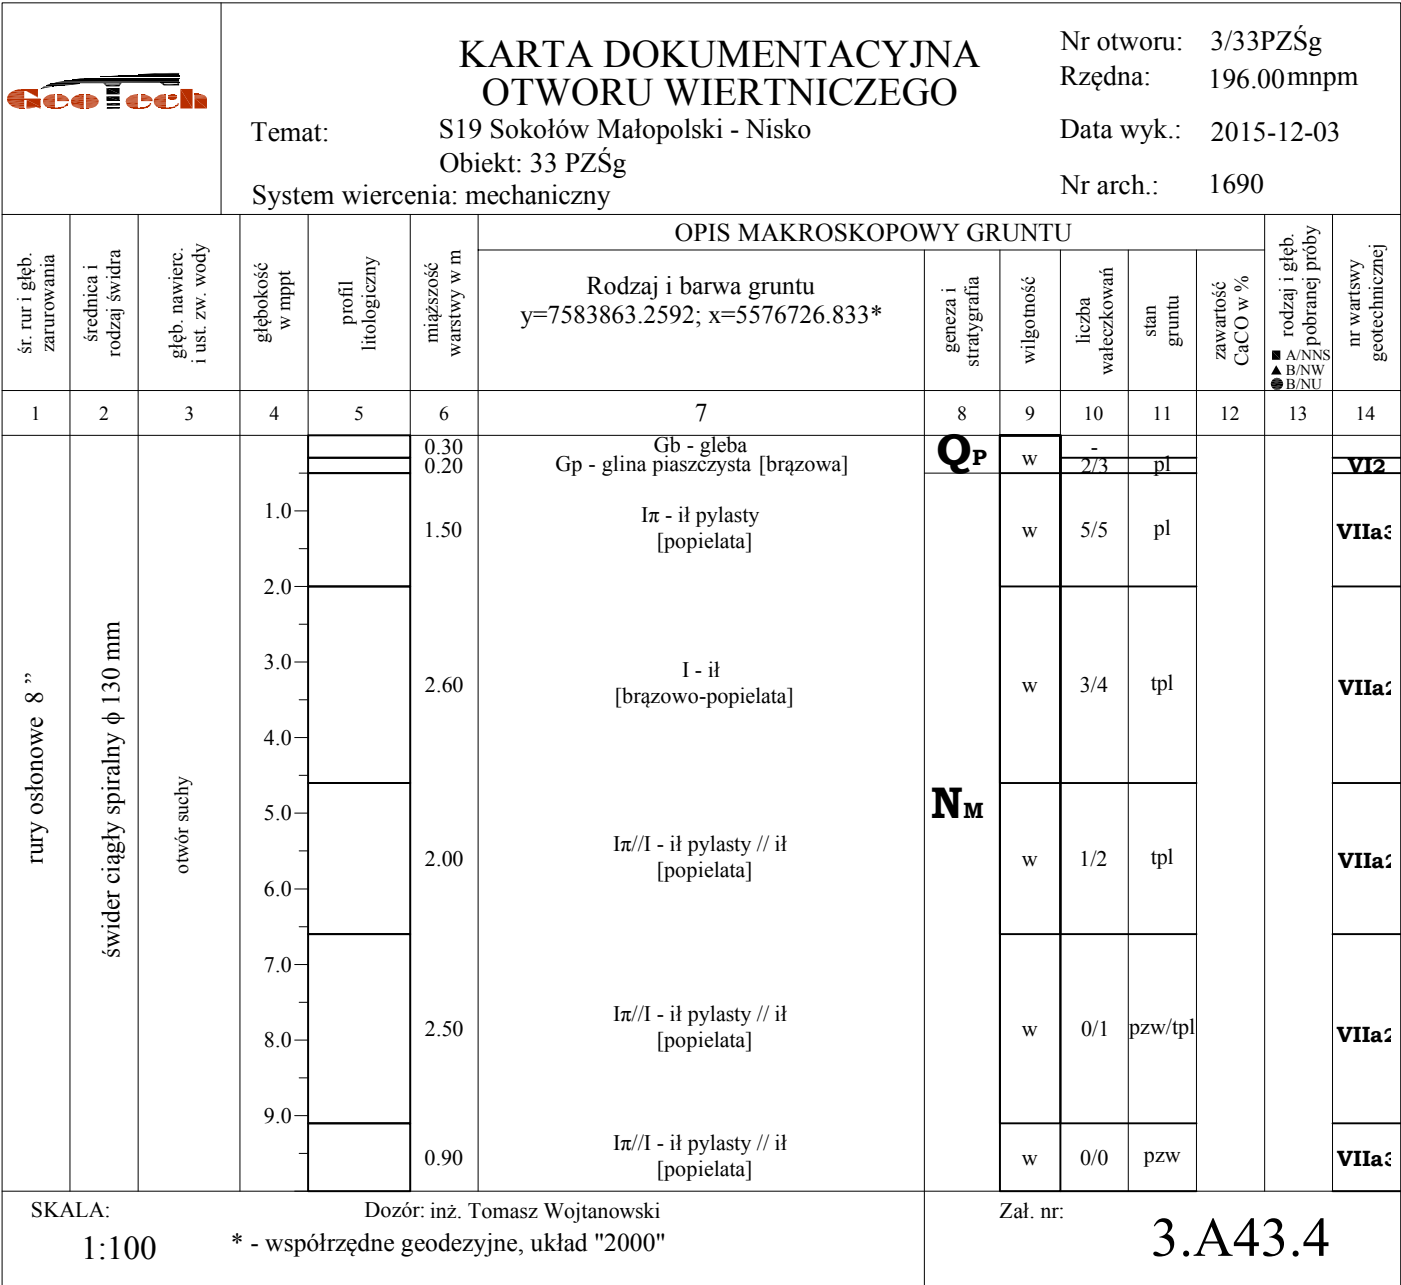 GeoTech
KARTA DOKUMENTACYJNA
OTWORU WIERTNICZEGO
Temat: S19 Sokołów Małopolski - Nisko
Obiekt: 33 PZŚg
System wiercenia: mechaniczny
Nr otworu: 3/33PZŚg
Rzędna: 196.00mnpm
Data wyk.: 2015-12-03
Nr arch.: 1690
śr. rur i głęb.
zarurowania
średnica i
rodzaj świdra
głęb. nawierc.
i ust. zw. wody
głębokość
w mppt
profil
litologiczny
miąższość
warstwy w m
OPIS MAKROSKOPOWY GRUNTU
Rodzaj i barwa gruntu
y=7583863.2592; x=5576726.833*
geneza i
stratygrafia
wilgotność
liczba
wałeczkowań
stan
gruntu
zawartość
CaCO w %
rodzaj i głęb.
pobranej próby
■ A/NNS
▲ B/NW
● B/NU
nr wartswy
geotechnicznej
1 2 3 4 5 6 7 8 9 10 11 12 13 14
rury osłonowe 8 ”
świder ciągły spiralny ϕ 130 mm
otwór suchy
0.30 Gb - gleba QP w -
0.20 Gp - glina piaszczysta [brązowa] 2/3 pl VI2
1.0
1.50 Iπ - ił pylasty w 5/5 pl VIIa3
[popielata]
2.0
3.0
2.60 I - ił w 3/4 tpl VIIa2
[brązowo-popielata]
4.0
NM
5.0
2.00 Iπ//I - ił pylasty // ił w 1/2 tpl VIIa2
[popielata]
6.0
7.0
2.50 Iπ//I - ił pylasty // ił w 0/1 pzw/tpl VIIa2
[popielata]
8.0
9.0
0.90 Iπ//I - ił pylasty // ił w 0/0 pzw VIIa3
[popielata]
SKALA:
1:100
Dozór: inż. Tomasz Wojtanowski
* - współrzędne geodezyjne, układ "2000"
Zał. nr:
3.A43.4